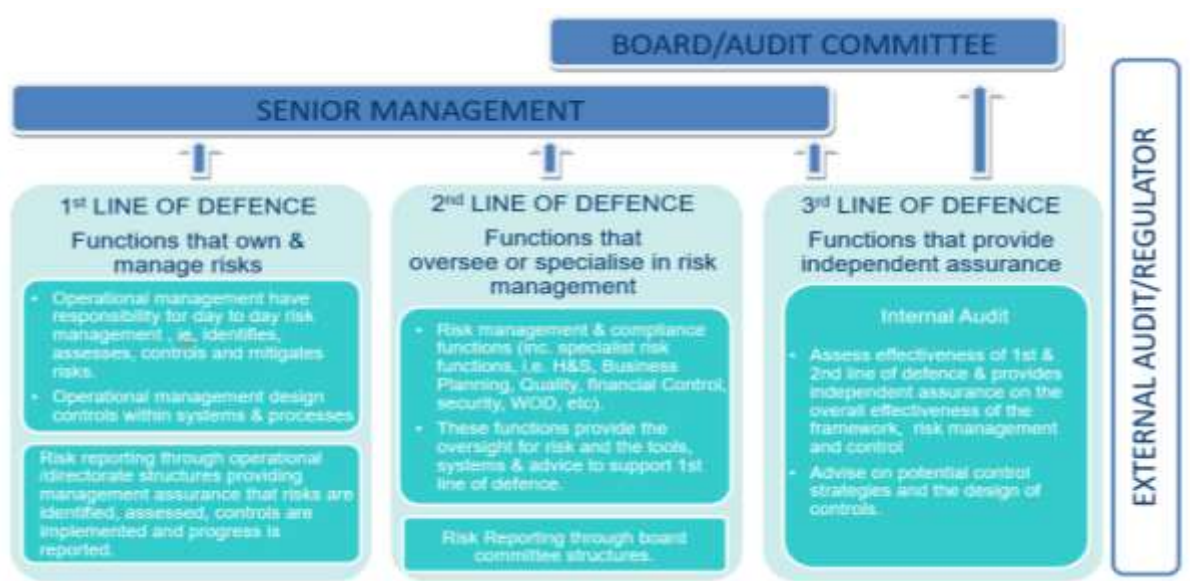 BOARD/AUDIT COMMITTEE
SENIOR MANAGEMENT
1st LINE OF DEFENCE
Functions that own &
manage risks
• Operational management have
responsibility for day to day risk
management , ie, identifies,
assesses, controls and mitigates
risks.
• Operational management design
controls within systems & processes
Risk reporting through operational
/directorate structures providing
management assurance that risks are
identified, assessed, controls are
implemented and progress is
reported.
2nd LINE OF DEFENCE
Functions that
oversee or specialise in risk
management
• Risk management & compliance
functions (inc. specialist risk
functions, i.e. H&S, Business
Planning, Quality, financial Control,
security, WOD, etc).
• These functions provide the
oversight for risk and the tools,
systems & advice to support 1st
line of defence.
Risk Reporting through board
committee structures.
3rd LINE OF DEFENCE
Functions that provide
independent assurance
Internal Audit
• Assess effectiveness of 1st &
2nd line of defence & provides
independent assurance on the
overall effectiveness of the
framework, risk management
and control
• Advise on potential control
strategies and the design of
controls.
EXTERNAL AUDIT/REGULATOR